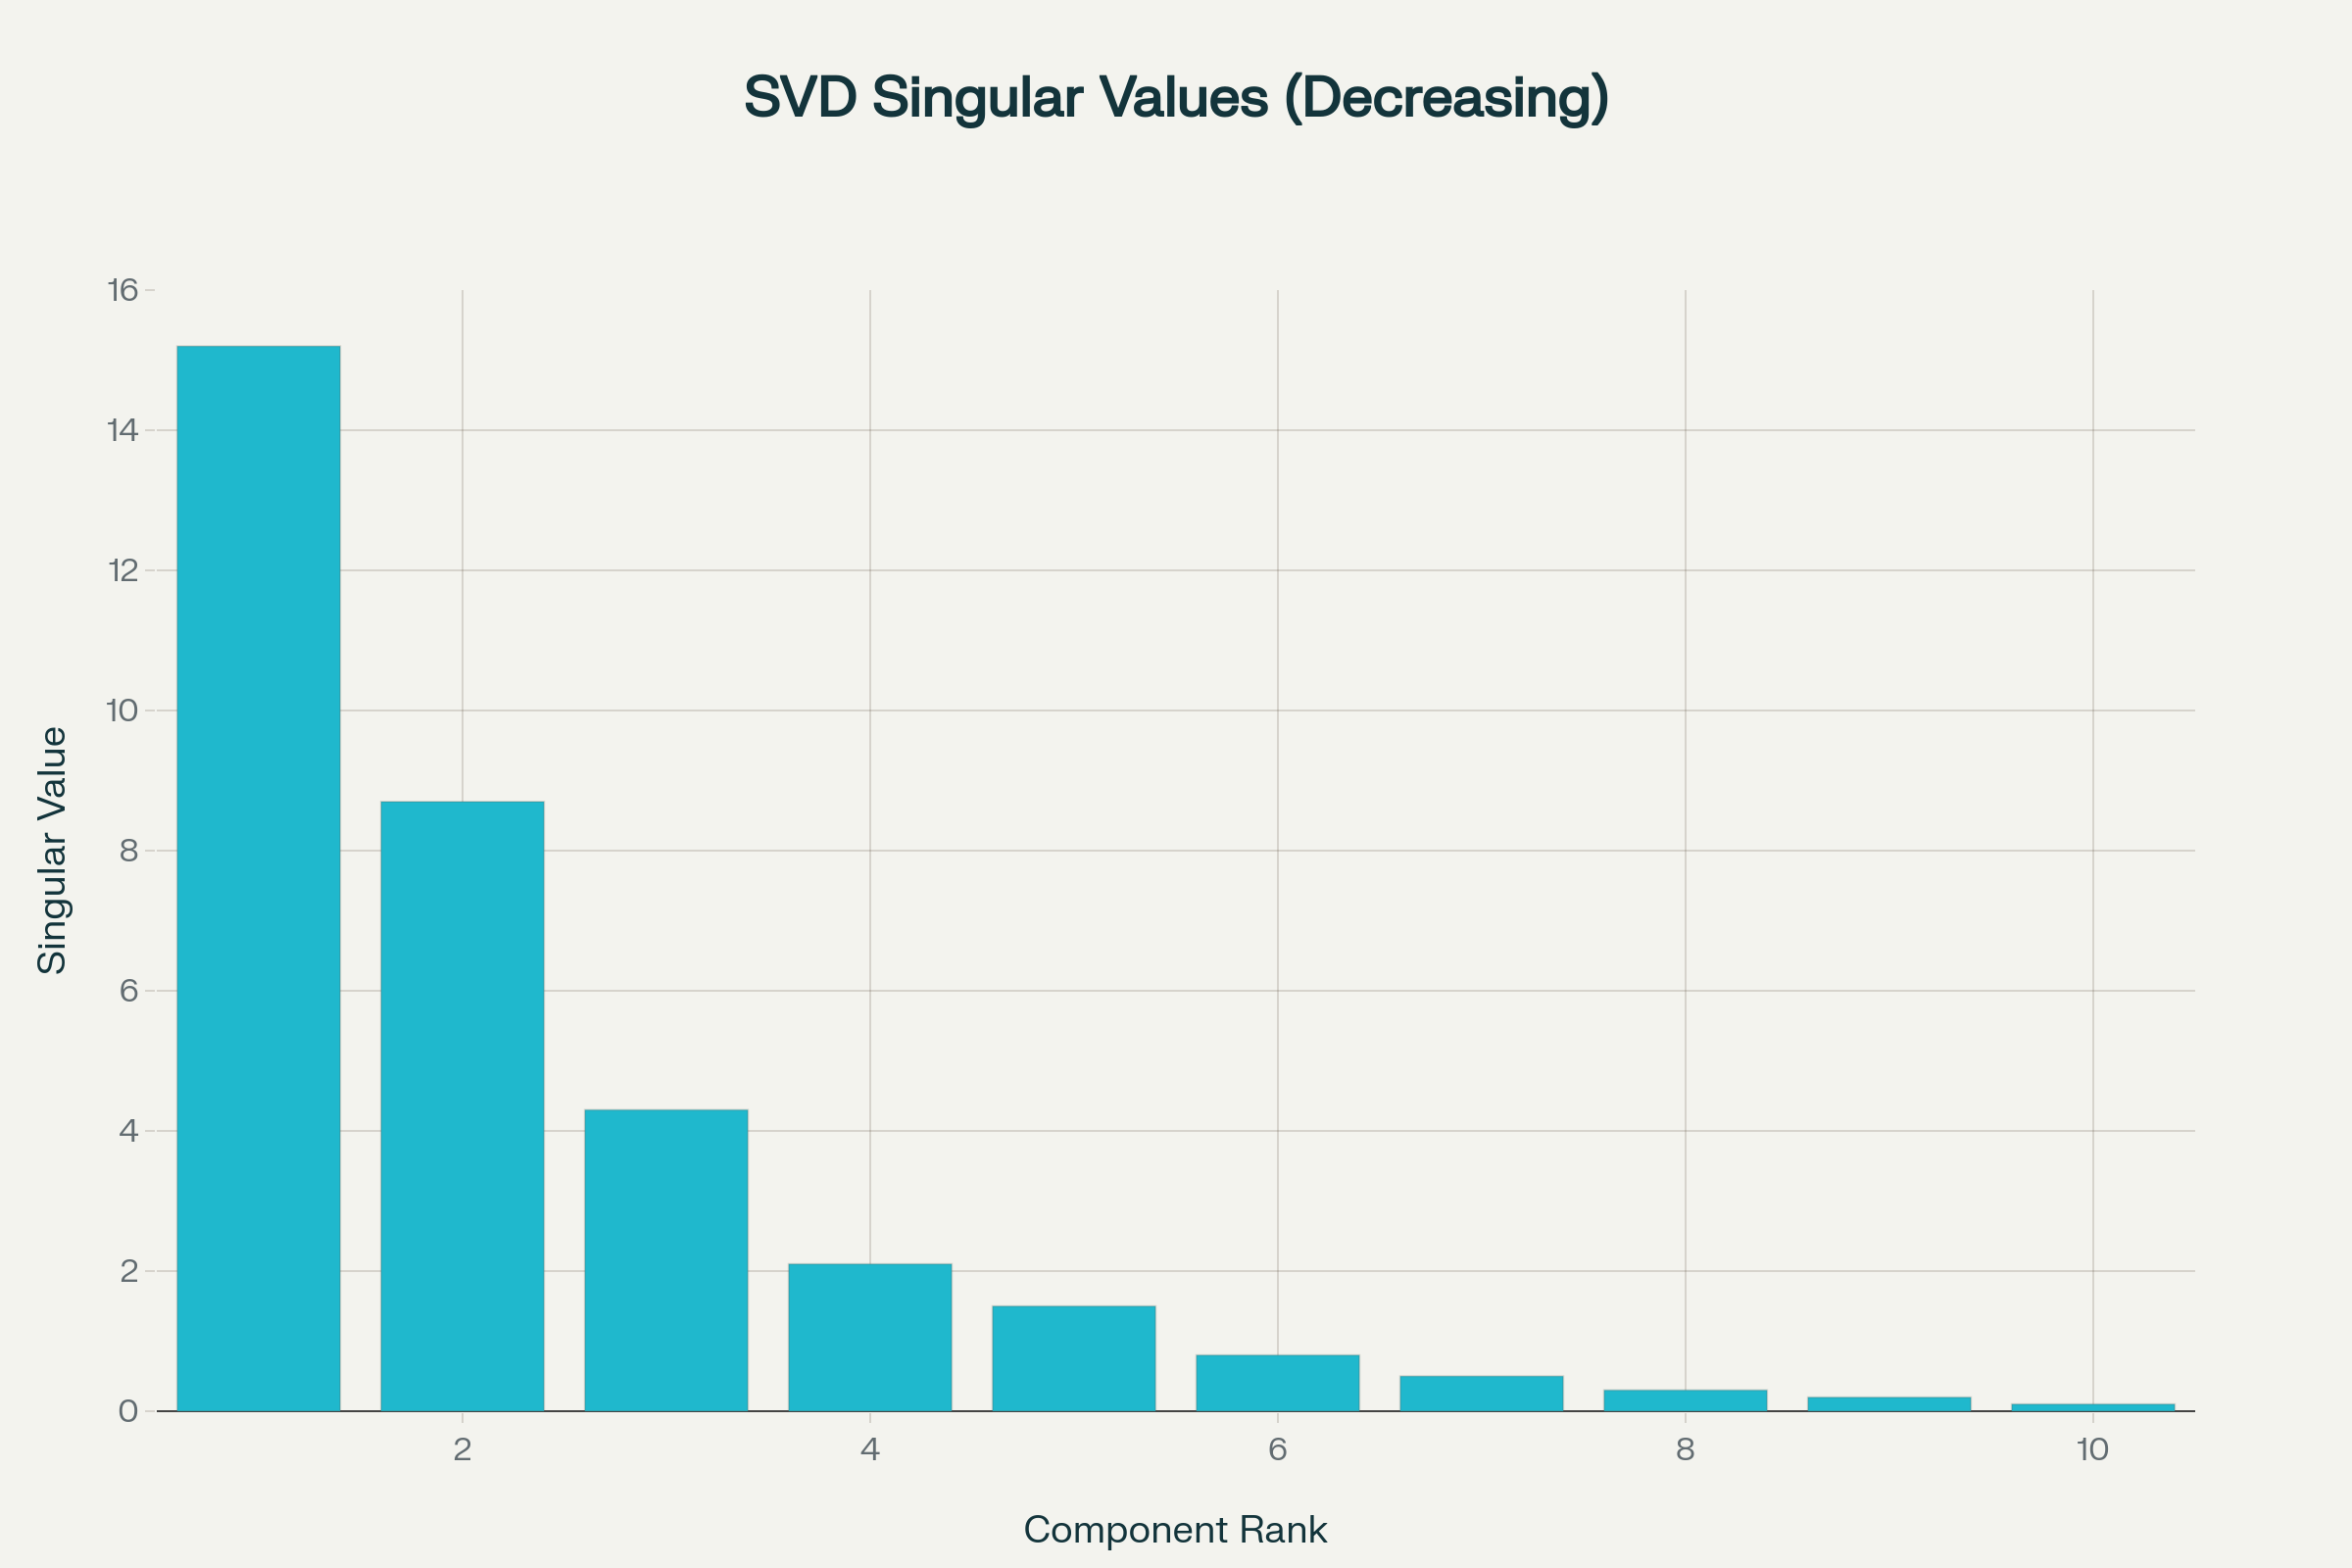 SVD Singular Values (Decreasing)
16
14
12
10
8
6
4
2
0
Singular Value
2 4 6 8 10
Component Rank